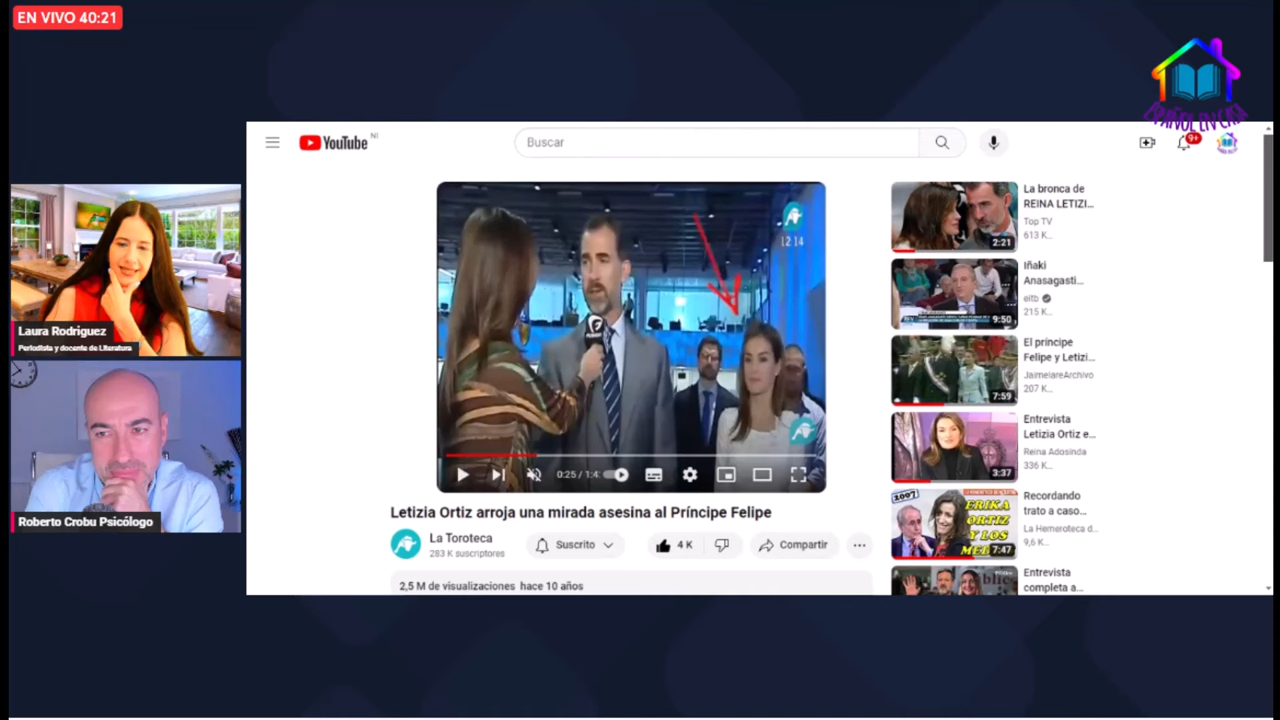 EN VIVO 40:21
ESPAÑOL EN CASA
YouTube NI
Buscar
9+
12:14
0:25 / 1:4
Letizia Ortiz arroja una mirada asesina al Príncipe Felipe
La Toroteca
283 K suscriptores
Suscrito
4 K
Compartir
2,5 M de visualizaciones hace 10 años
Laura Rodriguez
Periodista y docente de Literatura
Roberto Crobu Psicólogo
La bronca de
REINA LETIZI...
Top TV
613 K...
2:21
Iñaki
Anasagasti...
eitb
215 K...
9:50
El príncipe
Felipe y Letizi...
JaimelareArchivo
207 K...
7:59
Entrevista
Letizia Ortiz e...
Reina Adosinda
336 K...
3:37
2007
ERIKA
ORTIZ
Y LOS
7:47
Recordando
trato a caso...
La Hemeroteca d...
9,6 K...
Entrevista
completa a...